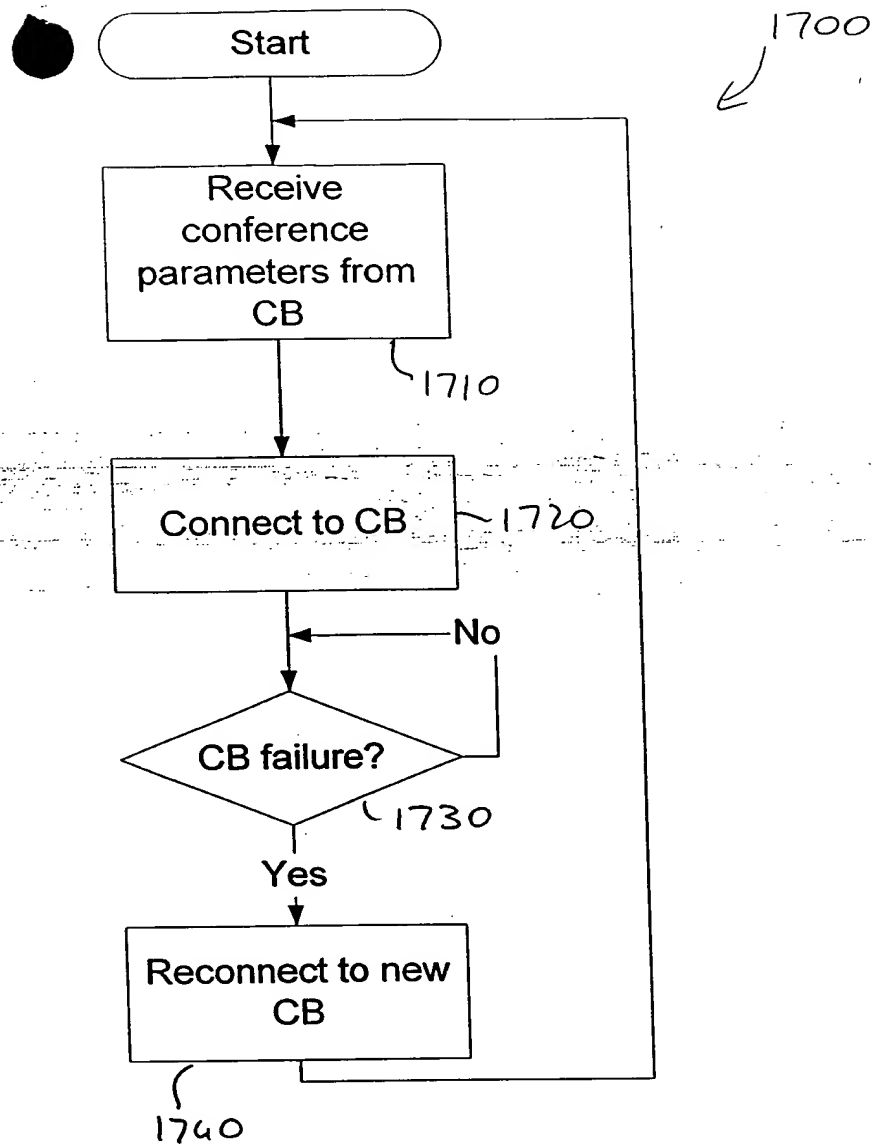 Start
1700
Receive
conference
parameters from
CB
1710
Connect to CB
1720
No
CB failure?
1730
Yes
Reconnect to new
CB
1740